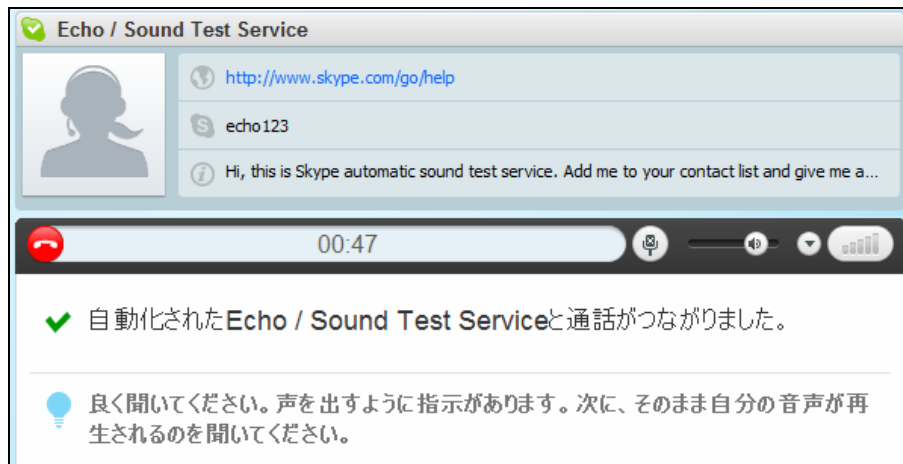 Echo / Sound Test Service
http://www.skype.com/go/help
echo123
Hi, this is Skype automatic sound test service. Add me to your contact list and give me a...
00:47
自動化されたEcho / Sound Test Serviceと通話がつながりました。
良く聞いてください。声を出すように指示があります。次に、そのまま自分の音声が再
生されるのを聞いてください。